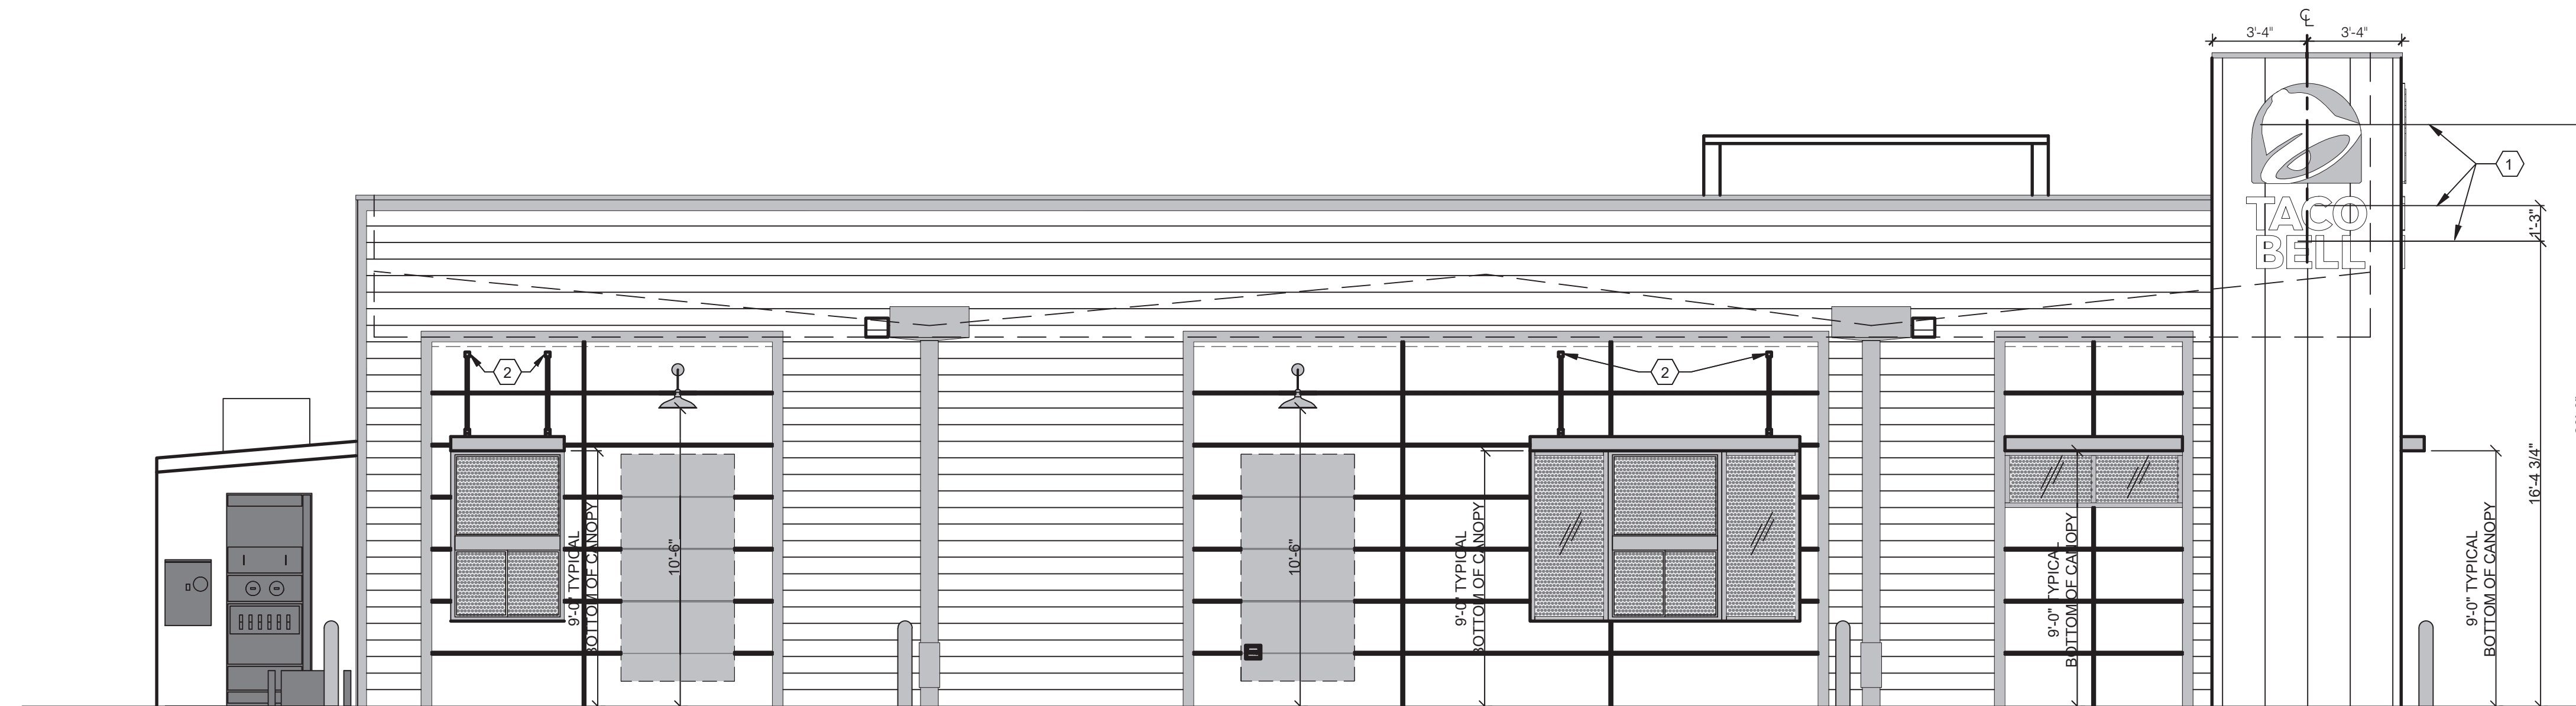 ℄
3'-4" 3'-4"
1
TACO
BELL
1'-3"
2
2
16'-4 3/4"
9'-0" TYPICAL
BOTTOM OF CANOPY
10'-6"
10'-6"
9'-0" TYPICAL
BOTTOM OF CANOPY
9'-0" TYPICAL
BOTTOM OF CANOPY
9'-0" TYPICAL
BOTTOM OF CANOPY